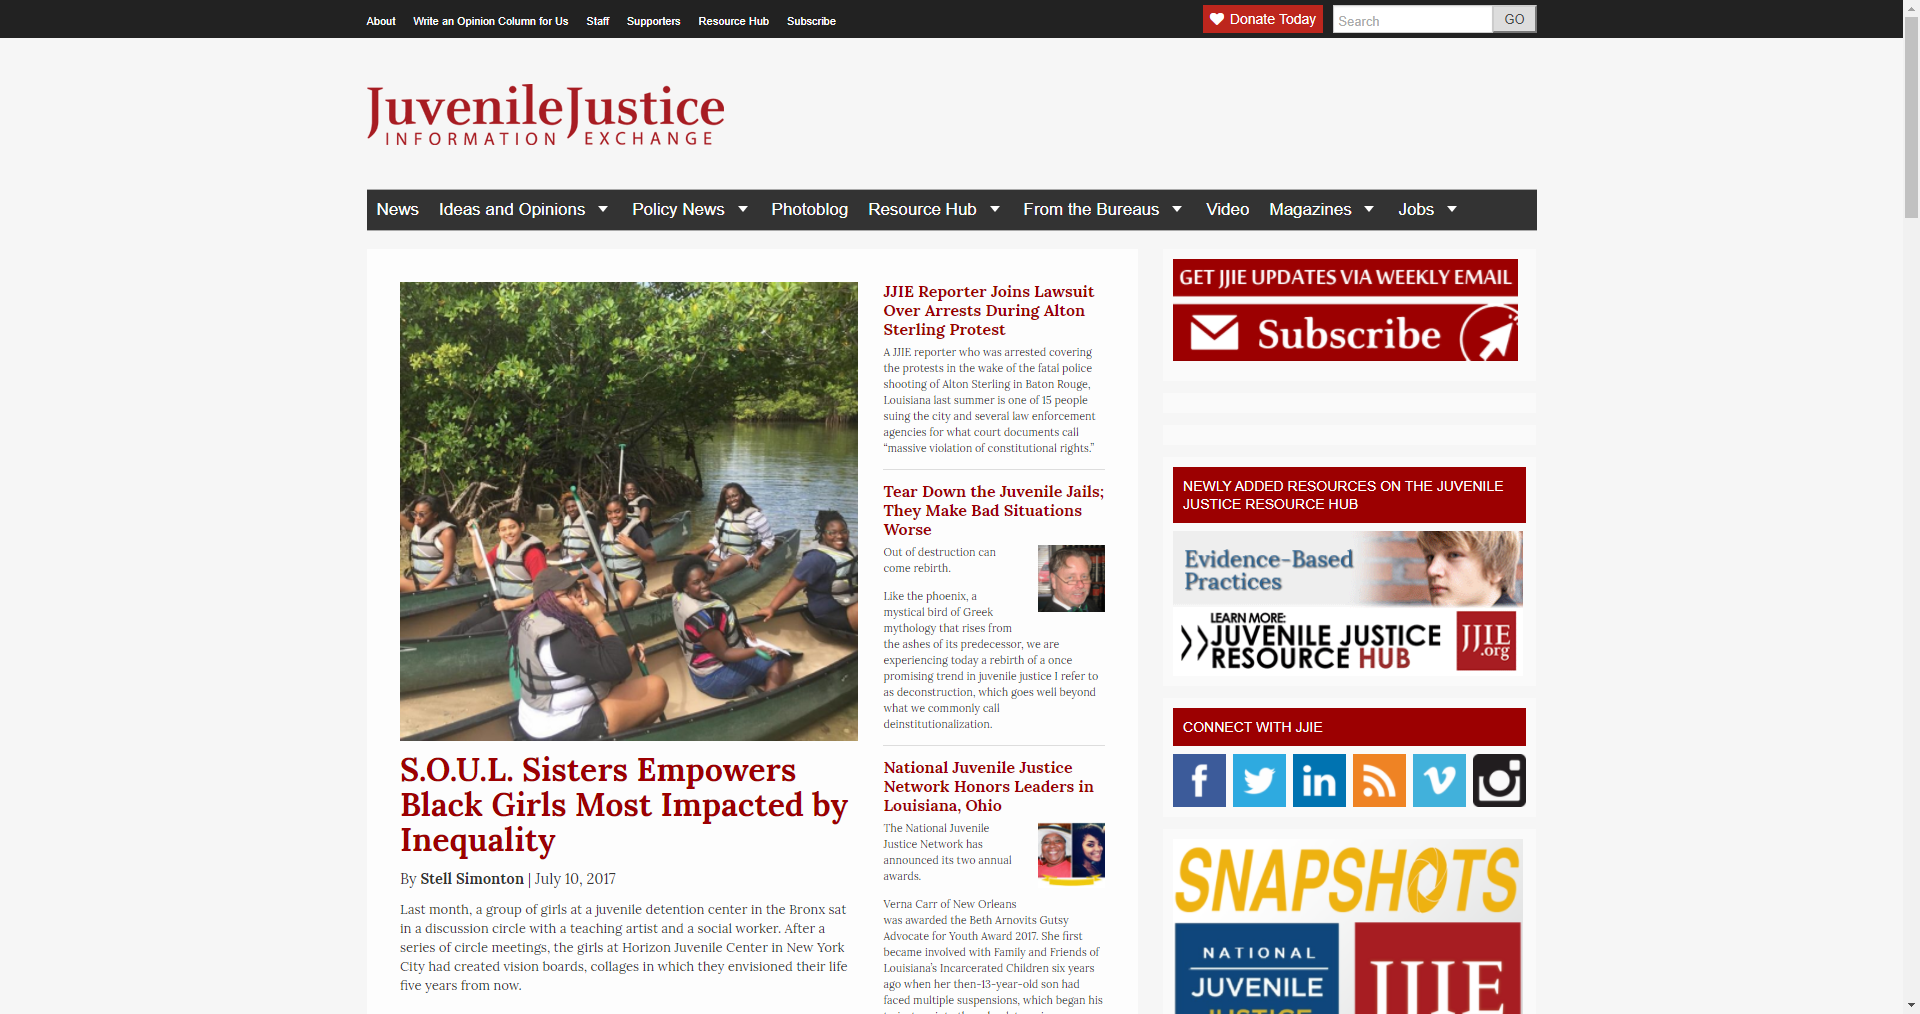 About Write an Opinion Column for Us Staff Supporters Resource Hub Subscribe
Donate Today
Search
GO
JuvenileJustice
INFORMATION EXCHANGE
News Ideas and Opinions Policy News Photoblog Resource Hub From the Bureaus Video Magazines Jobs
S.O.U.L. Sisters Empowers
Black Girls Most Impacted by
Inequality
By Stell Simonton | July 10, 2017
Last month, a group of girls at a juvenile detention center in the Bronx sat
in a discussion circle with a teaching artist and a social worker. After a
series of circle meetings, the girls at Horizon Juvenile Center in New York
City had created vision boards, collages in which they envisioned their life
five years from now.
JJIE Reporter Joins Lawsuit
Over Arrests During Alton
Sterling Protest
A JJIE reporter who was arrested covering
the protests in the wake of the fatal police
shooting of Alton Sterling in Baton Rouge,
Louisiana last summer is one of 15 people
suing the city and several law enforcement
agencies for what court documents call
“massive violation of constitutional rights.”
Tear Down the Juvenile Jails;
They Make Bad Situations
Worse
Out of destruction can
come rebirth.
Like the phoenix, a
mystical bird of Greek
mythology that rises from
the ashes of its predecessor, we are
experiencing today a rebirth of a once
promising trend in juvenile justice I refer to
as deconstruction, which goes well beyond
what we commonly call
deinstitutionalization.
National Juvenile Justice
Network Honors Leaders in
Louisiana, Ohio
The National Juvenile
Justice Network has
announced its two annual
awards.
Verna Carr of New Orleans
was awarded the Beth Arnovits Gutsy
Advocate for Youth Award 2017. She first
became involved with Family and Friends of
Louisiana’s Incarcerated Children six years
ago when her then-13-year-old son had
faced multiple suspensions, which began his
GET JJIE UPDATES VIA WEEKLY EMAIL
Subscribe
NEWLY ADDED RESOURCES ON THE JUVENILE
JUSTICE RESOURCE HUB
Evidence-Based
Practices
LEARN MORE:
JUVENILE JUSTICE
RESOURCE HUB
JJIE
.org
CONNECT WITH JJIE
SNAPSHOTS
NATIONAL
JUVENILE
JUSTICE
JJIE